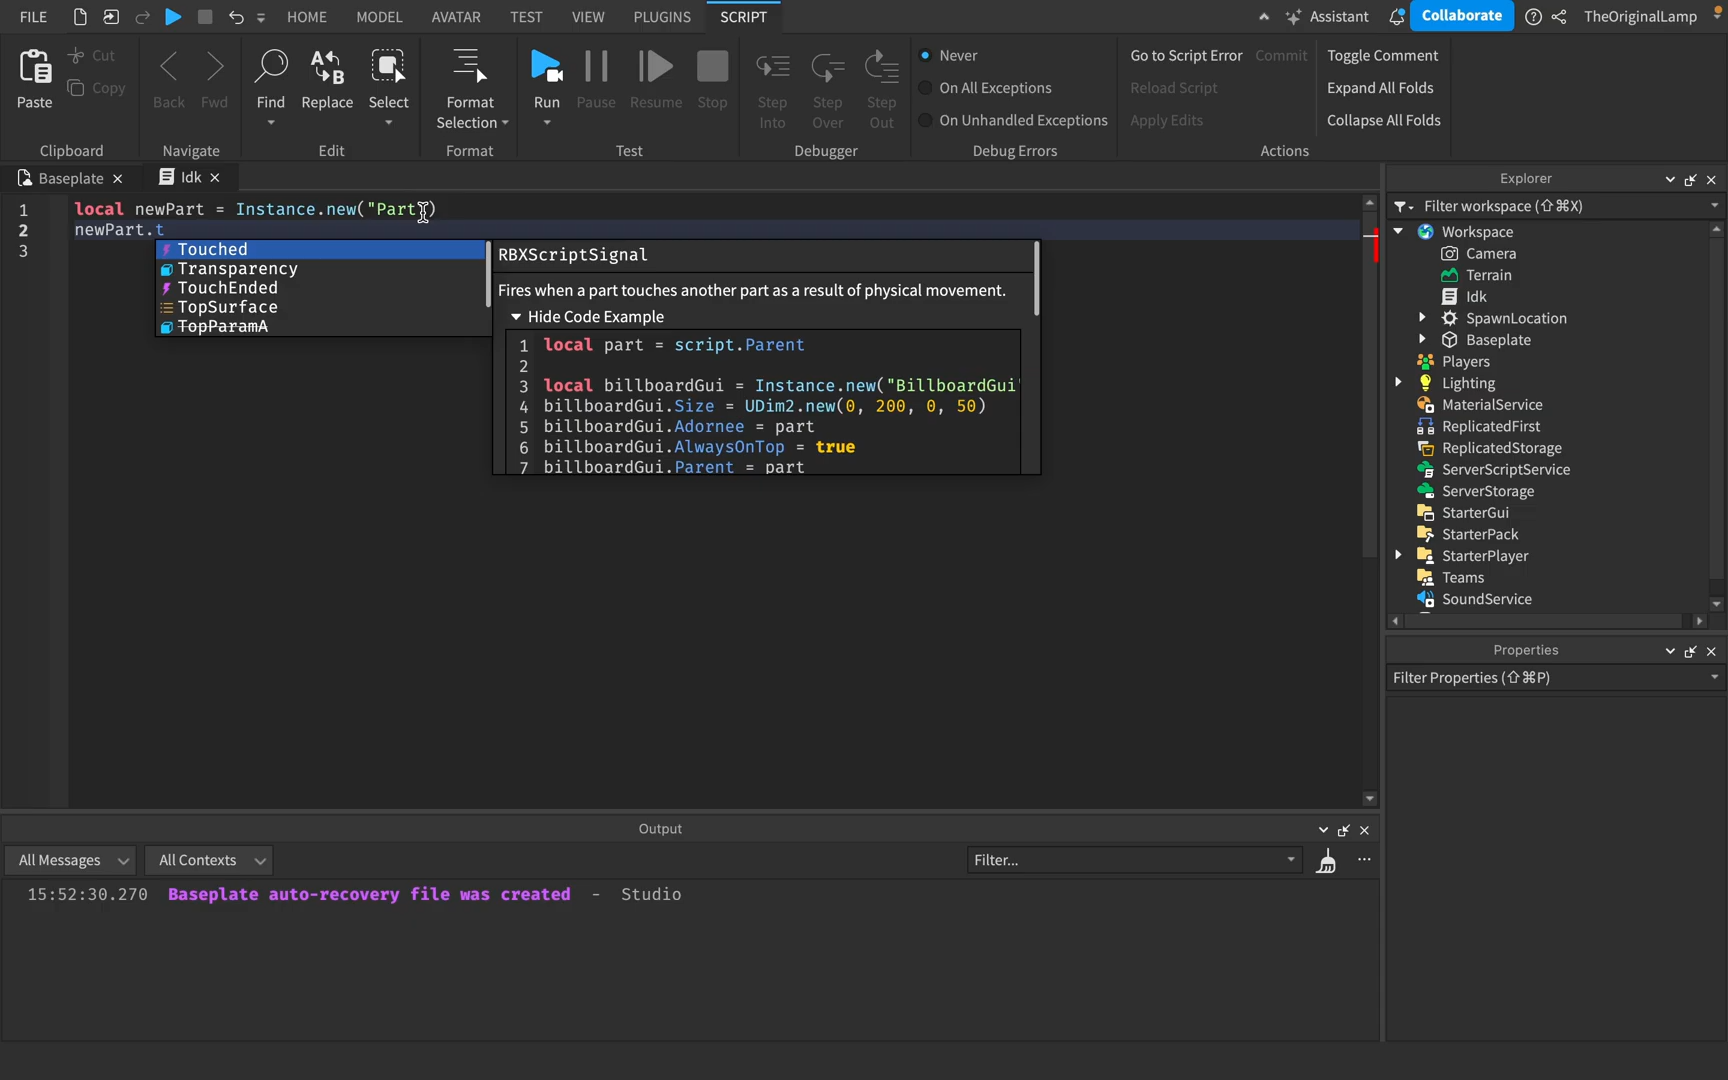 FILE HOME MODEL AVATAR TEST VIEW PLUGINS SCRIPT Assistant Collaborate TheOriginalLamp
Paste Cut Copy
Clipboard
Back Fwd
Navigate
Find Replace Select
Edit
Format Selection
Format
Run Pause Resume Stop
Test
Step Into Step Over Step Out
Debugger
Never
On All Exceptions
On Unhandled Exceptions
Debug Errors
Go to Script Error Commit Toggle Comment
Reload Script Expand All Folds
Apply Edits Collapse All Folds
Actions
Baseplate Idk
1 local newPart = Instance.new("Part")
2 newPart.t
3
Touched
Transparency
TouchEnded
TopSurface
TopParamA
RBXScriptSignal
Fires when a part touches another part as a result of physical movement.
Hide Code Example
1 local part = script.Parent
2
3 local billboardGui = Instance.new("BillboardGui"
4 billboardGui.Size = UDim2.new(0, 200, 0, 50)
5 billboardGui.Adornee = part
6 billboardGui.AlwaysOnTop = true
7 billboardGui.Parent = part
Explorer
Filter workspace (⇧⌘X)
Workspace
Camera
Terrain
Idk
SpawnLocation
Baseplate
Players
Lighting
MaterialService
ReplicatedFirst
ReplicatedStorage
ServerScriptService
ServerStorage
StarterGui
StarterPack
StarterPlayer
Teams
SoundService
Properties
Filter Properties (⇧⌘P)
Output
All Messages All Contexts Filter...
15:52:30.270 Baseplate auto-recovery file was created - Studio